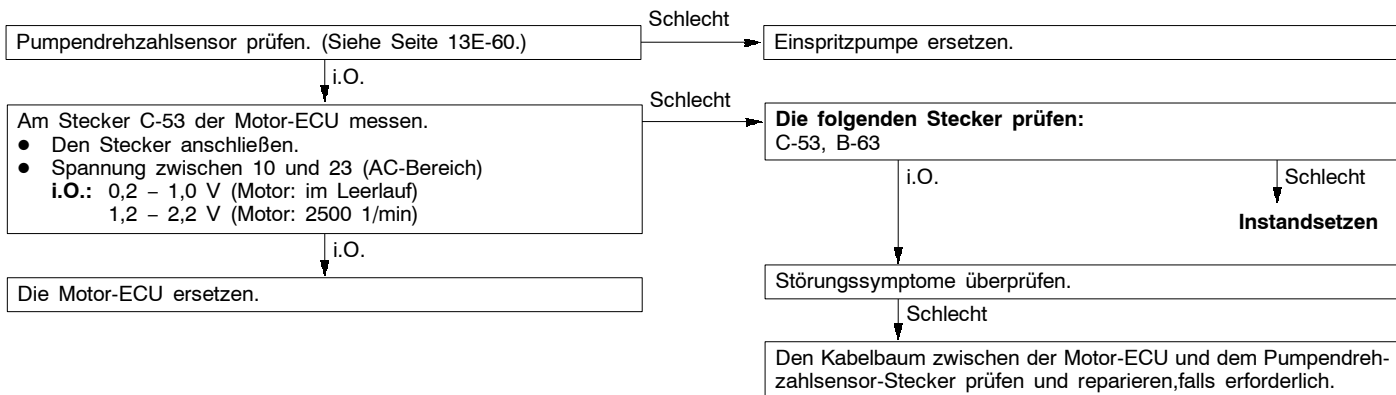 Pumpendrehzahlsensor prüfen. (Siehe Seite 13E-60.)
Schlecht
Einspritzpumpe ersetzen.
i.O.
Am Stecker C-53 der Motor-ECU messen.
● Den Stecker anschließen.
● Spannung zwischen 10 und 23 (AC-Bereich)
i.O.: 0,2 – 1,0 V (Motor: im Leerlauf)
1,2 – 2,2 V (Motor: 2500 1/min)
Schlecht
Die folgenden Stecker prüfen:
C-53, B-63
i.O.
Schlecht
Instandsetzen
i.O.
Die Motor-ECU ersetzen.
Störungssymptome überprüfen.
Schlecht
Den Kabelbaum zwischen der Motor-ECU und dem Pumpendreh-
zahlsensor-Stecker prüfen und reparieren,falls erforderlich.